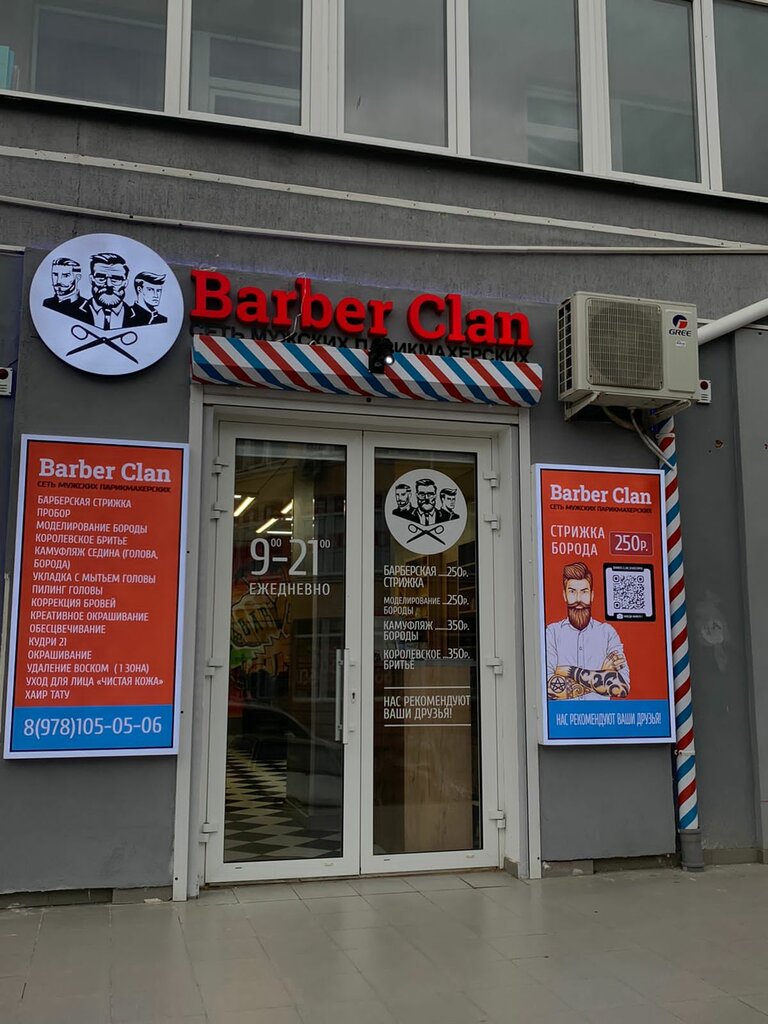 Barber Clan
СЕТЬ МУЖСКИХ ПАРИКМАХЕРСКИХ
GREE
Barber Clan
СЕТЬ МУЖСКИХ ПАРИКМАХЕРСКИХ
БАРБЕРСКАЯ СТРИЖКА
ПРОБОР
МОДЕЛИРОВАНИЕ БОРОДЫ
КОРОЛЕВСКОЕ БРИТЬЕ
КАМУФЛЯЖ СЕДИНА (ГОЛОВА,
БОРОДА)
УКЛАДКА С МЫТЬЕМ ГОЛОВЫ
ПИЛИНГ ГОЛОВЫ
КОРРЕКЦИЯ БРОВЕЙ
КРЕАТИВНОЕ ОКРАШИВАНИЕ
ОБЕСЦВЕЧИВАНИЕ
КУДРИ 21
ОКРАШИВАНИЕ
УДАЛЕНИЕ ВОСКОМ (1 ЗОНА)
УХОД ДЛЯ ЛИЦА «ЧИСТАЯ КОЖА»
ХАИР ТАТУ
8(978)105-05-06
9⁰⁰-21⁰⁰
ЕЖЕДНЕВНО
БАРБЕРСКАЯ ...250р.
СТРИЖКА
МОДЕЛИРОВАНИЕ ...250р.
БОРОДЫ
КАМУФЛЯЖ ...350р.
БОРОДЫ
КОРОЛЕВСКОЕ ...350р.
БРИТЬЕ
НАС РЕКОМЕНДУЮТ
ВАШИ ДРУЗЬЯ!
Barber Clan
СЕТЬ МУЖСКИХ ПАРИКМАХЕРСКИХ
СТРИЖКА
БОРОДА 250р.
НАС РЕКОМЕНДУЮТ ВАШИ ДРУЗЬЯ!